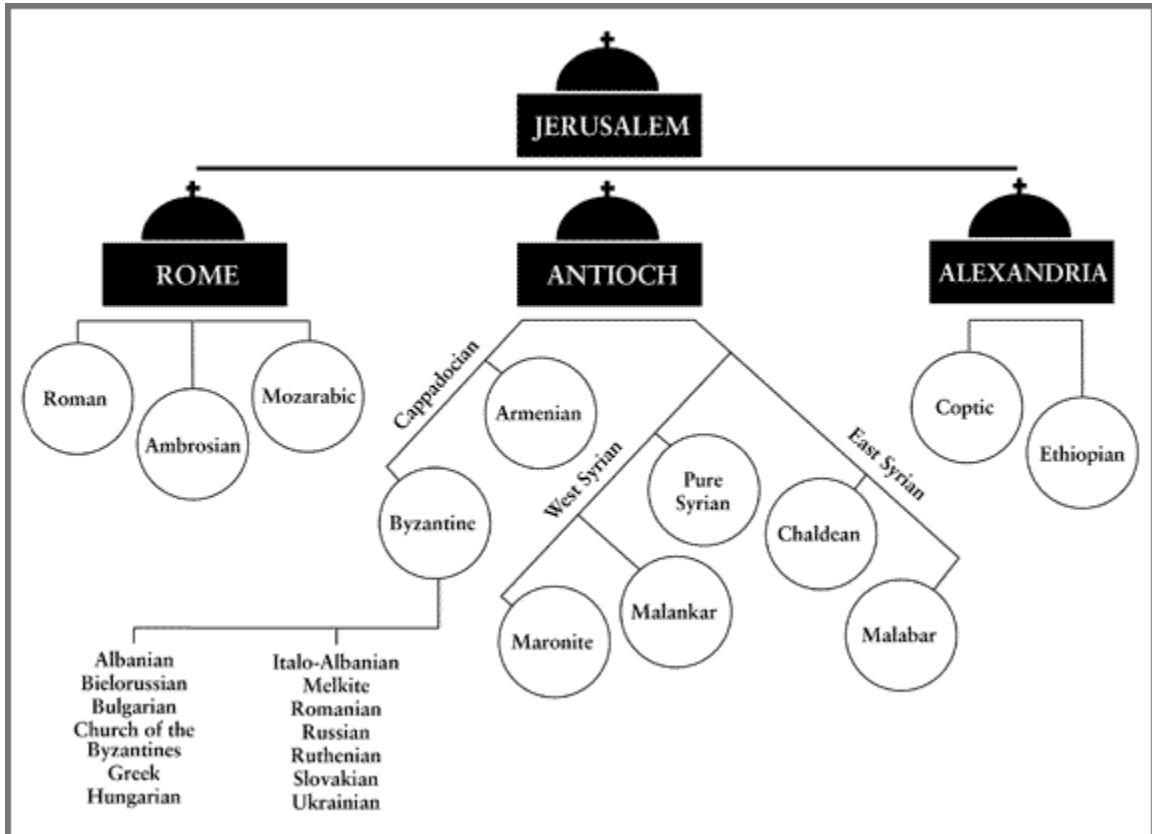 JERUSALEM
ROME
ANTIOCH
ALEXANDRIA
Roman
Ambrosian
Mozarabic
Cappadocian
Armenian
Byzantine
West Syrian
Pure
Syrian
Malankar
Maronite
East Syrian
Chaldean
Malabar
Coptic
Ethiopian
Albanian
Bielorussian
Bulgarian
Church of the
Byzantines
Greek
Hungarian
Italo-Albanian
Melkite
Romanian
Russian
Ruthenian
Slovakian
Ukrainian